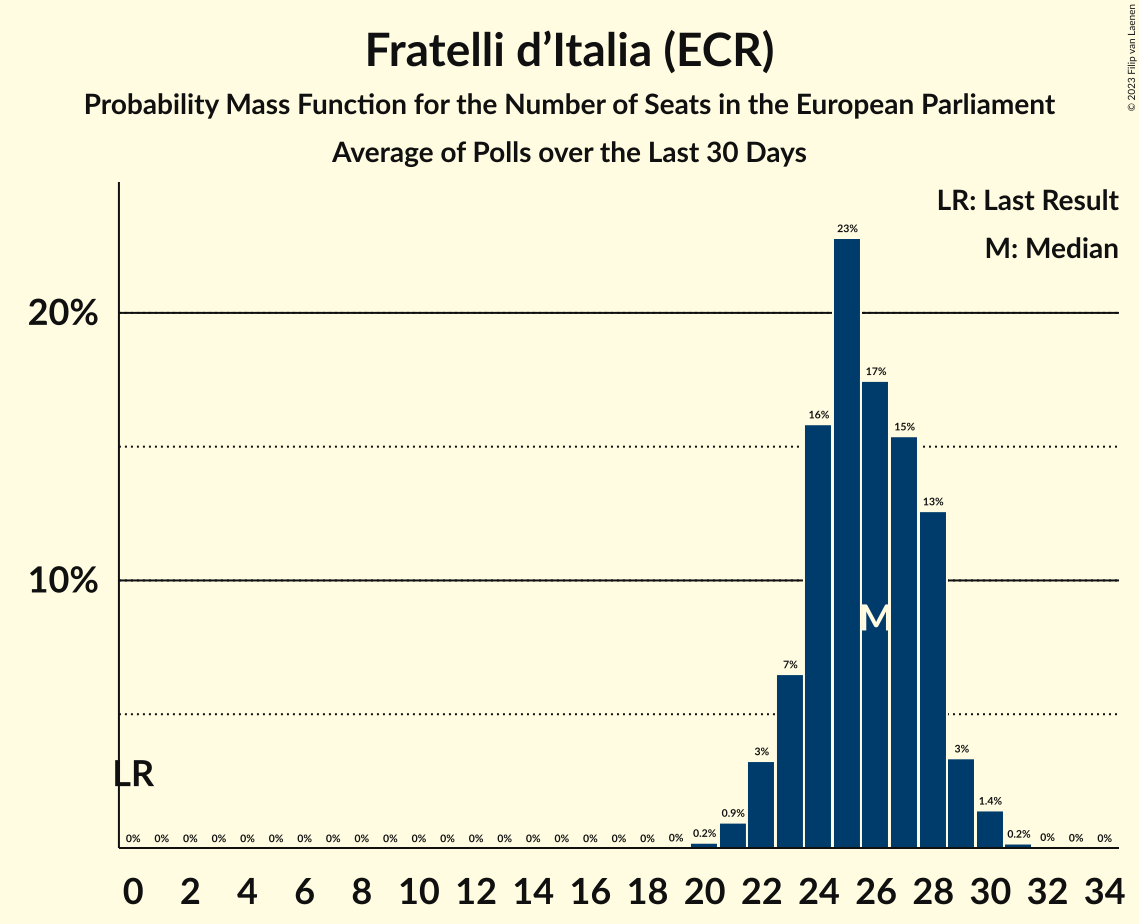 Fratelli d’Italia (ECR)
Probability Mass Function for the Number of Seats in the European Parliament
Average of Polls over the Last 30 Days
© 2023 Filip van Laenen
LR: Last Result
M: Median
23%
20%
17%
16%
15%
13%
10%
M
7%
3% 3%
LR
1.4%
0.9%
0% 0% 0% 0% 0% 0% 0% 0% 0% 0% 0% 0% 0% 0% 0% 0% 0% 0% 0% 0% 0.2% 0.2% 0% 0% 0%
0 2 4 6 8 10 12 14 16 18 20 22 24 26 28 30 32 34